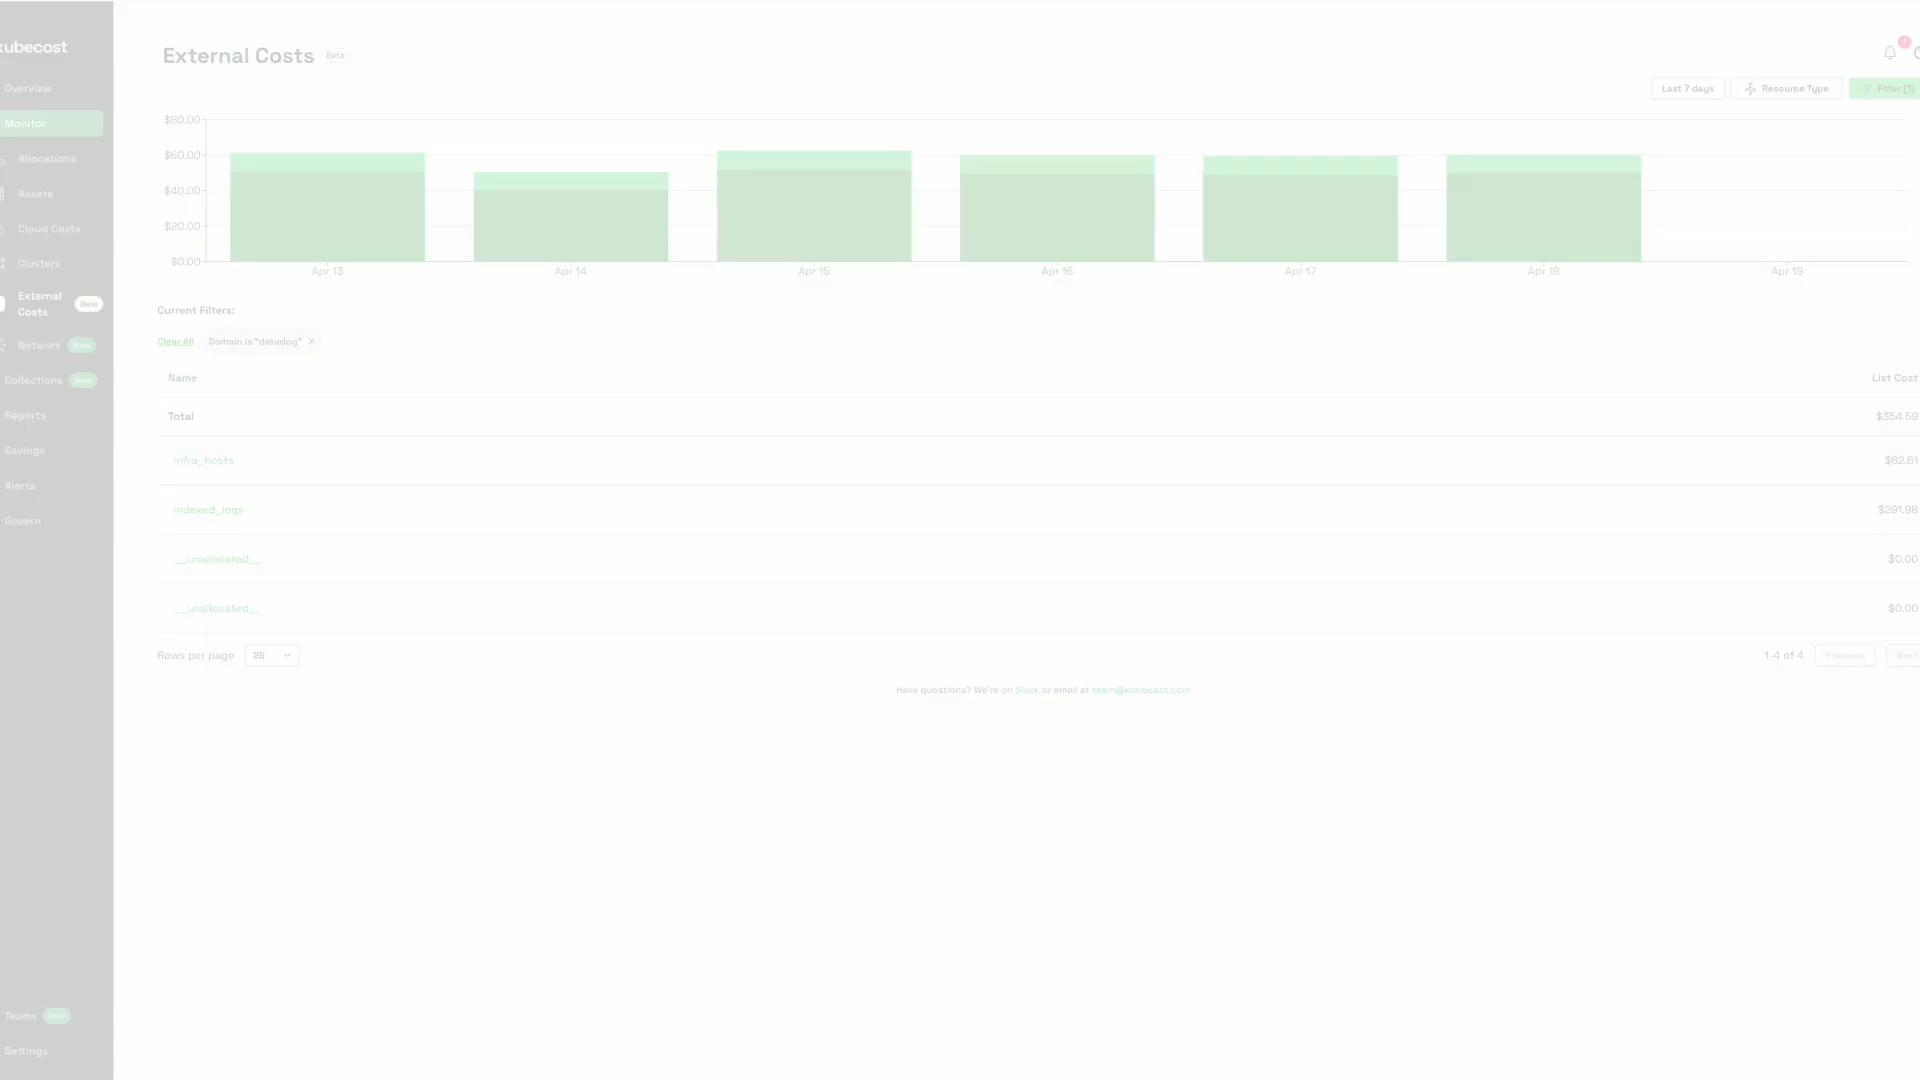 kubecost
External Costs Beta
Overview
Last 7 days
Resource Type
Filter (1)
Monitor
$80.00
$60.00
$40.00
$20.00
$0.00
Apr 13
Apr 14
Apr 15
Apr 16
Apr 17
Apr 18
Apr 19
Allocations
Assets
Cloud Costs
Clusters
External
Costs
New
Network New
Collections New
Reports
Savings
Alerts
Govern
Current Filters:
Clear All
Domain is "datadog" ×
Name
List Cost
Total
$354.59
infra_hosts
$62.61
indexed_logs
$291.98
__unallocated__
$0.00
__unallocated__
$0.00
Rows per page 25
1-4 of 4
Previous
Next
Have questions? We're on Slack or email at team@kubecost.com
Teams New
Settings